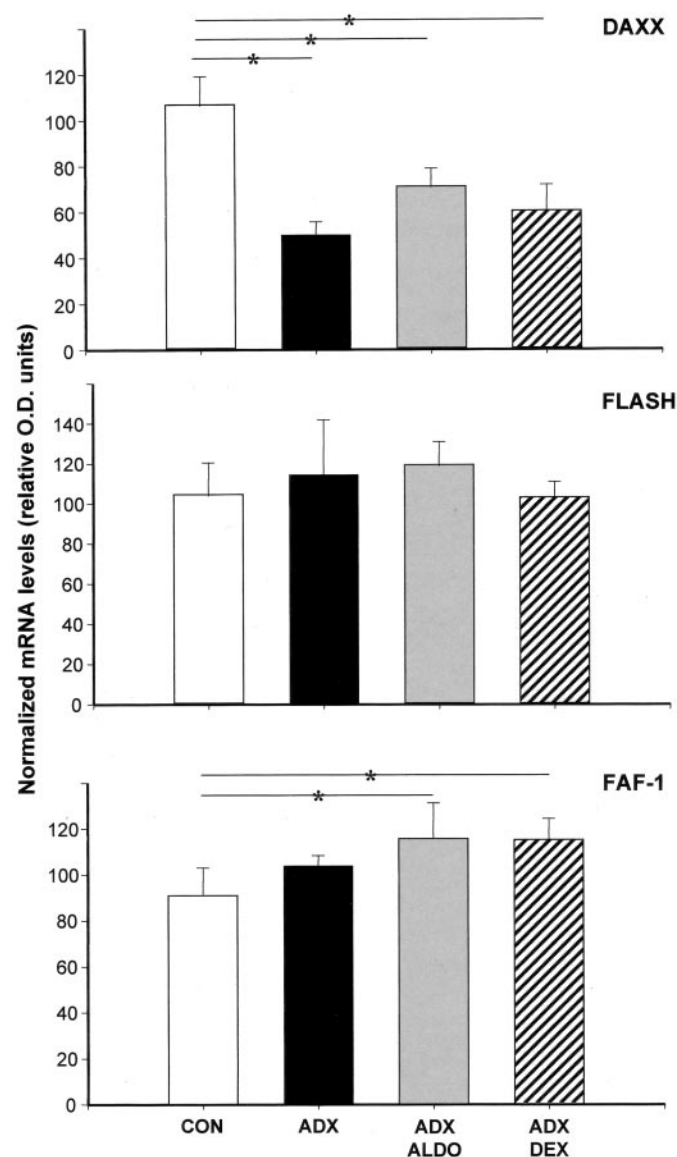 *
*
*
DAXX
120
100
80
60
40
20
0
FLASH
140
120
100
80
60
40
20
0
*
*
FAF-1
120
100
80
60
40
20
0
Normalized mRNA levels (relative O.D. units)
CON
ADX
ADX
ALDO
ADX
DEX